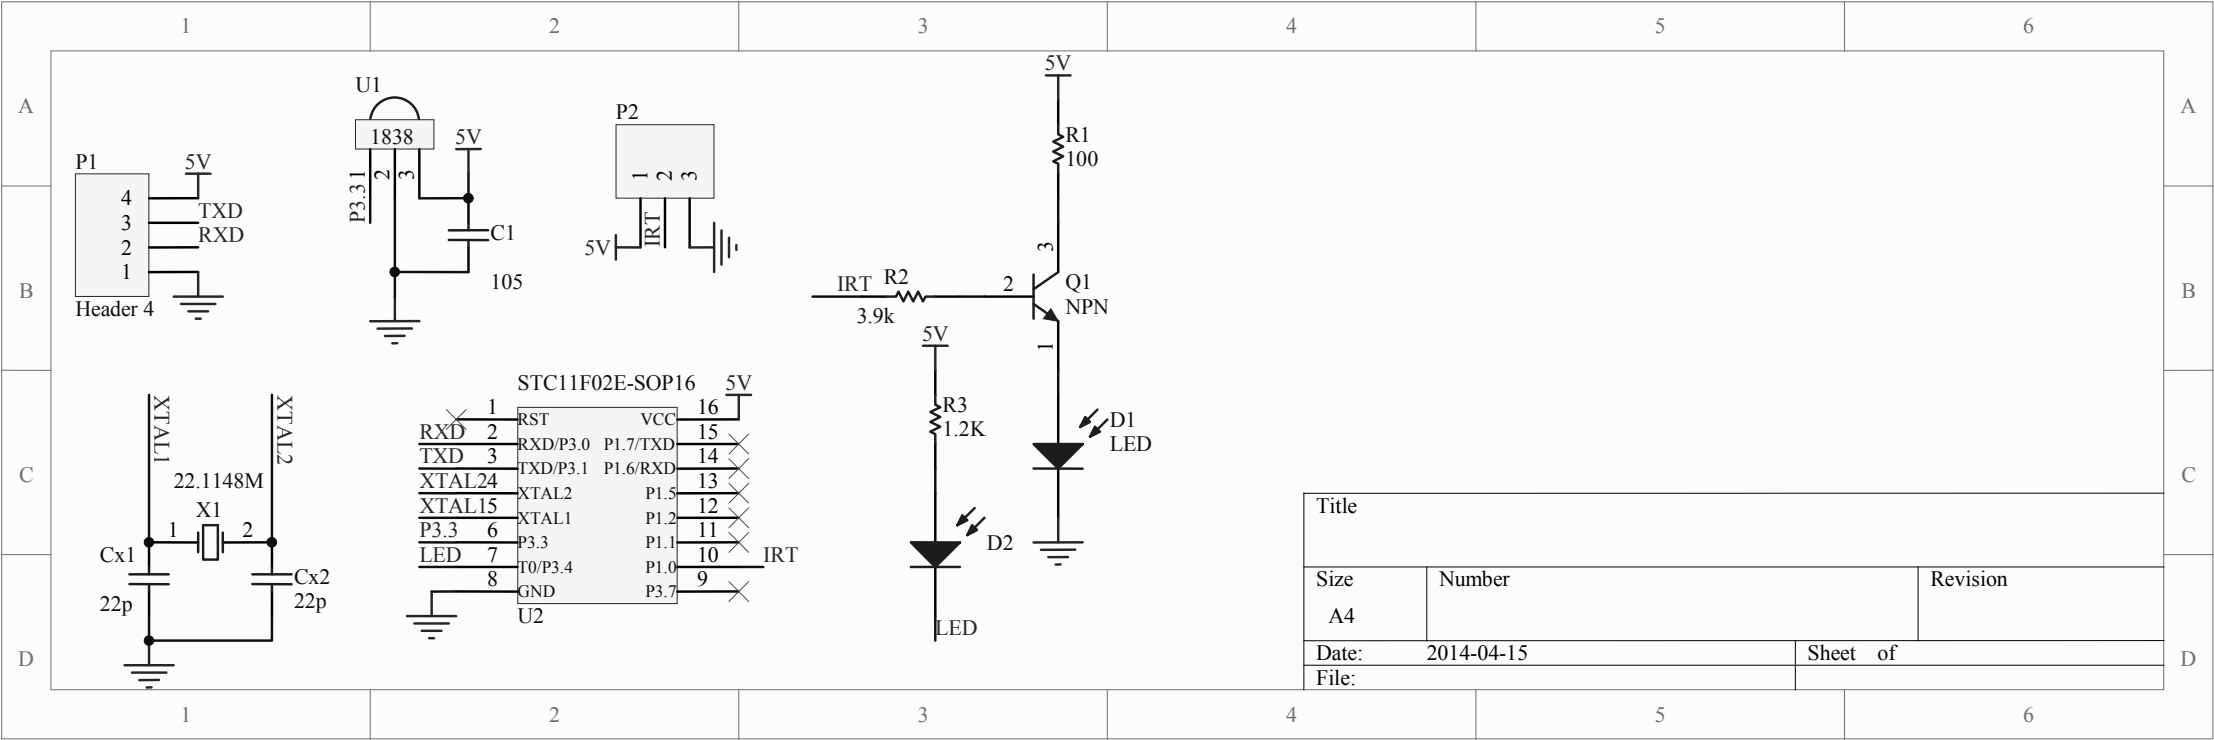 1 2 3 4 5 6
A A
B B
C C
D D
1 2 3 4 5 6
P1
5V
4
3 TXD
2 RXD
1
Header 4
U1
1838
5V
P3.3 1
2
3
C1
105
P2
1
2
3
5V
IRT
5V
R1
100
3
IRT R2
3.9k
2
Q1
NPN
1
D1
LED
5V
R3
1.2K
D2
LED
XTAL1
XTAL2
22.1148M
X1
1 2
Cx1
22p
Cx2
22p
STC11F02E-SOP16
5V
1 RST VCC 16
RXD 2 RXD/P3.0 P1.7/TXD 15
TXD 3 TXD/P3.1 P1.6/RXD 14
XTAL2 4 XTAL2 P1.5 13
XTAL1 5 XTAL1 P1.2 12
P3.3 6 P3.3 P1.1 11
LED 7 T0/P3.4 P1.0 10 IRT
8 GND P3.7 9
U2
Title
Size Number Revision
A4
Date: 2014-04-15 Sheet of
File: